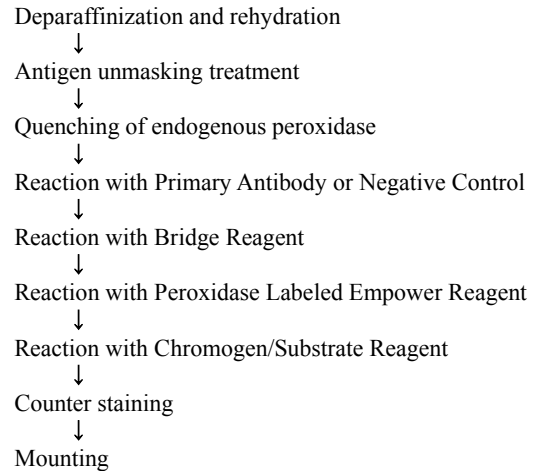 Deparaffinization and rehydration
↓
Antigen unmasking treatment
↓
Quenching of endogenous peroxidase
↓
Reaction with Primary Antibody or Negative Control
↓
Reaction with Bridge Reagent
↓
Reaction with Peroxidase Labeled Empower Reagent
↓
Reaction with Chromogen/Substrate Reagent
↓
Counter staining
↓
Mounting